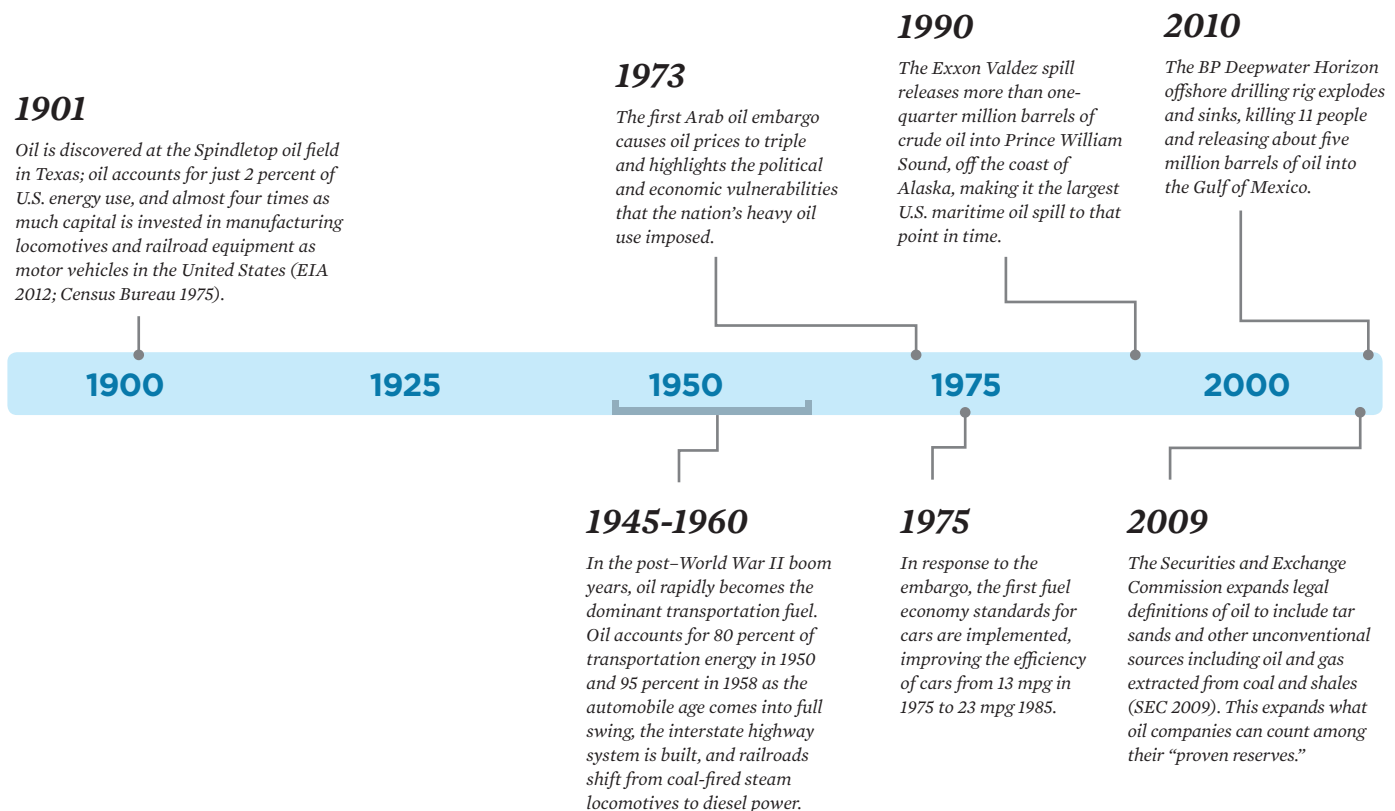 1901
Oil is discovered at the Spindletop oil field
in Texas; oil accounts for just 2 percent of
U.S. energy use, and almost four times as
much capital is invested in manufacturing
locomotives and railroad equipment as
motor vehicles in the United States (EIA
2012; Census Bureau 1975).
1973
The first Arab oil embargo
causes oil prices to triple
and highlights the political
and economic vulnerabilities
that the nation's heavy oil
use imposed.
1990
The Exxon Valdez spill
releases more than one-
quarter million barrels of
crude oil into Prince William
Sound, off the coast of
Alaska, making it the largest
U.S. maritime oil spill to that
point in time.
2010
The BP Deepwater Horizon
offshore drilling rig explodes
and sinks, killing 11 people
and releasing about five
million barrels of oil into
the Gulf of Mexico.
1900 1925 1950 1975 2000
1945-1960
In the post–World War II boom
years, oil rapidly becomes the
dominant transportation fuel.
Oil accounts for 80 percent of
transportation energy in 1950
and 95 percent in 1958 as the
automobile age comes into full
swing, the interstate highway
system is built, and railroads
shift from coal-fired steam
locomotives to diesel power.
1975
In response to the
embargo, the first fuel
economy standards for
cars are implemented,
improving the efficiency
of cars from 13 mpg in
1975 to 23 mpg 1985.
2009
The Securities and Exchange
Commission expands legal
definitions of oil to include tar
sands and other unconventional
sources including oil and gas
extracted from coal and shales
(SEC 2009). This expands what
oil companies can count among
their “proven reserves.”